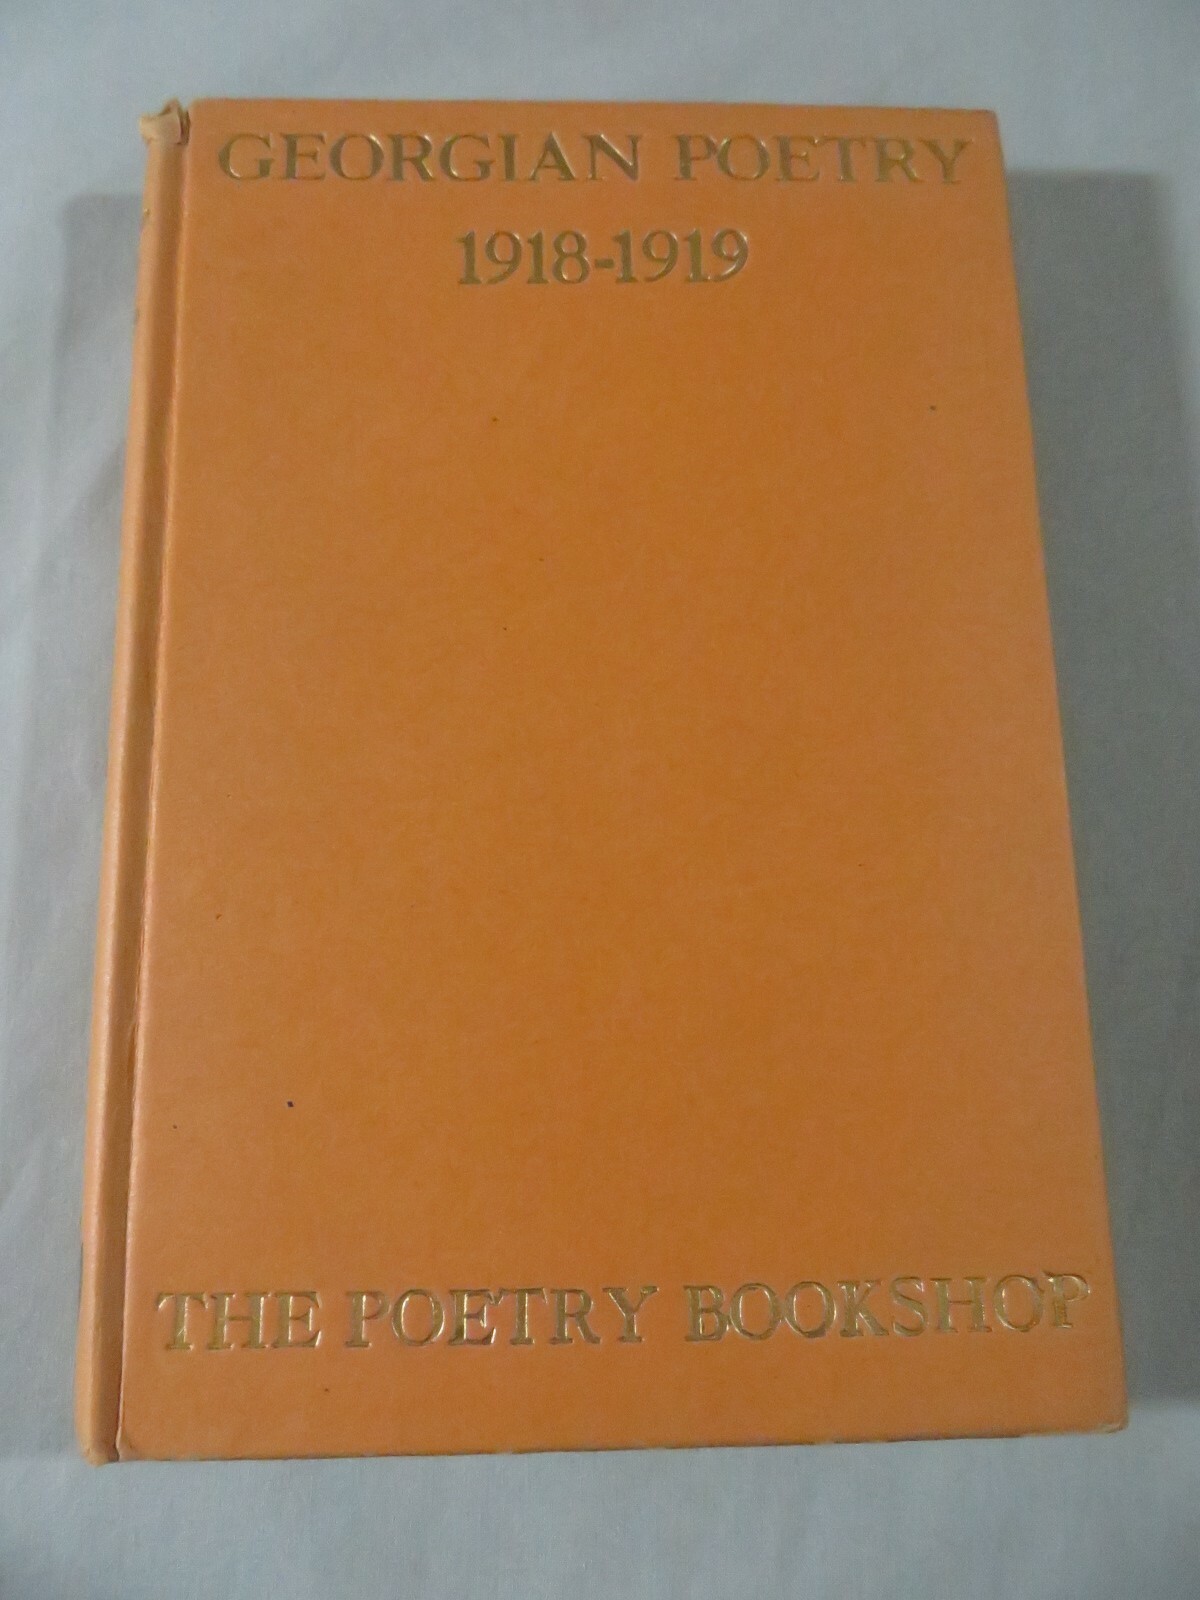 GEORGIAN POETRY
1918-1919
THE POETRY BOOKSHOP